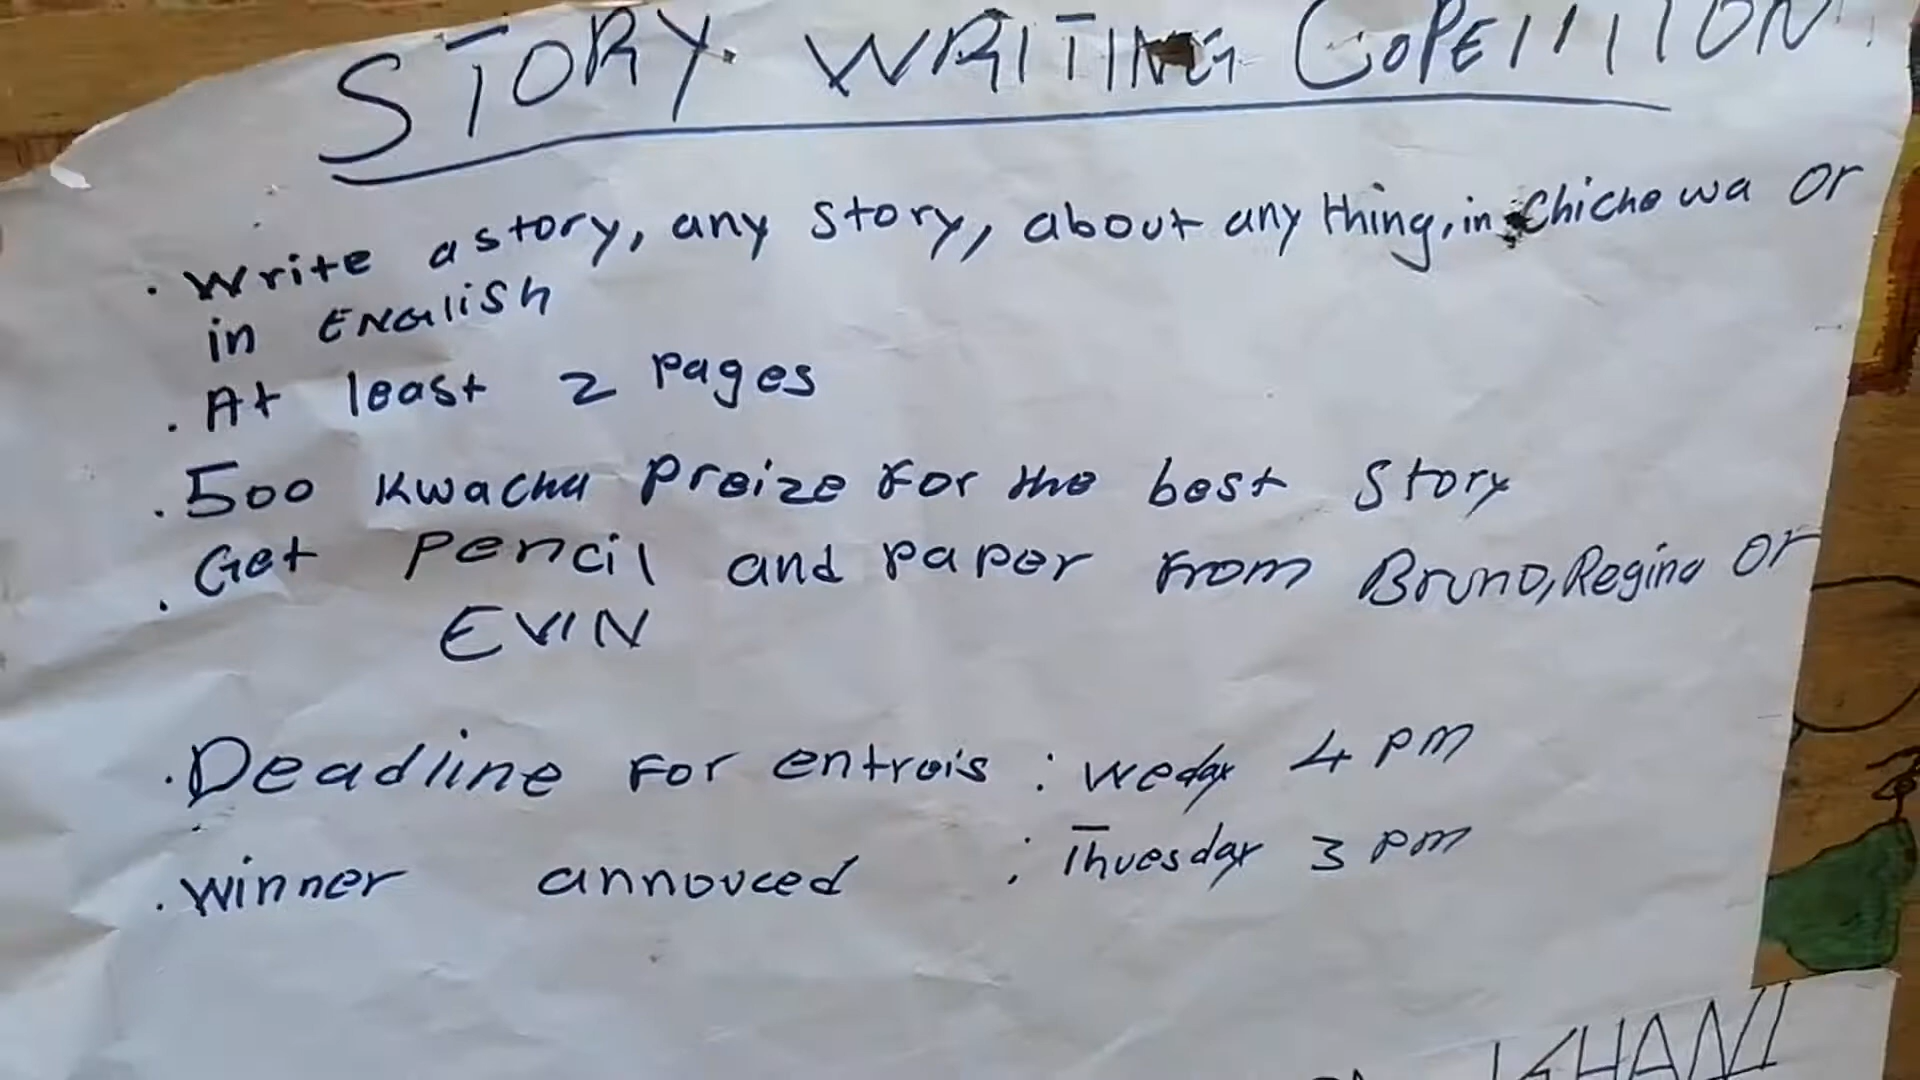 STORY WRITING COPETITION
. Write a story, any story, about any thing, in Chichewa or
in ENGlish
. At least 2 pages
. 500 Kwacha Preize For the best Story
. Get Pencil and paper From Bruno, Regina or
EVIN
. Deadline For entreis : weday 4 pm
. winner annouced : Thuesday 3 pm
KHANI